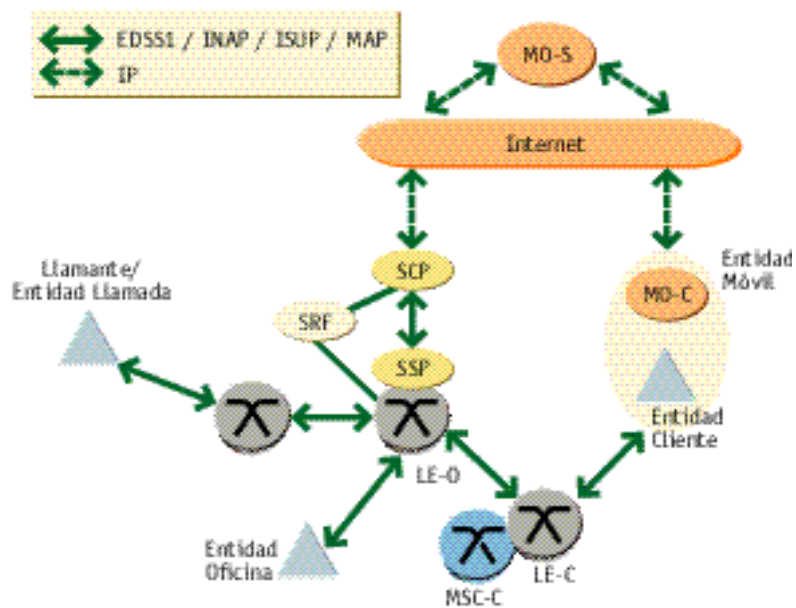 EDSS1 / INAP / ISUP / MAP
IP
MO-S
Internet
Llamante/
Entidad Llamada
SCP
Entidad
Móvil
MO-C
SRF
SSP
Entidad
Cliente
LE-O
Entidad
Oficina
LE-C
MSC-C